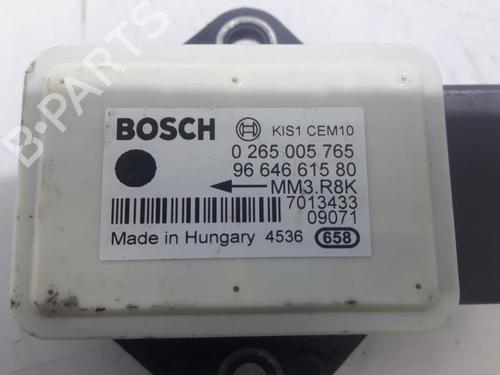 BOSCH KIS1 CEM10
0 265 005 765
96 646 615 80
MM3.R8K
7013433
09071
Made in Hungary 4536 658
B-PARTS